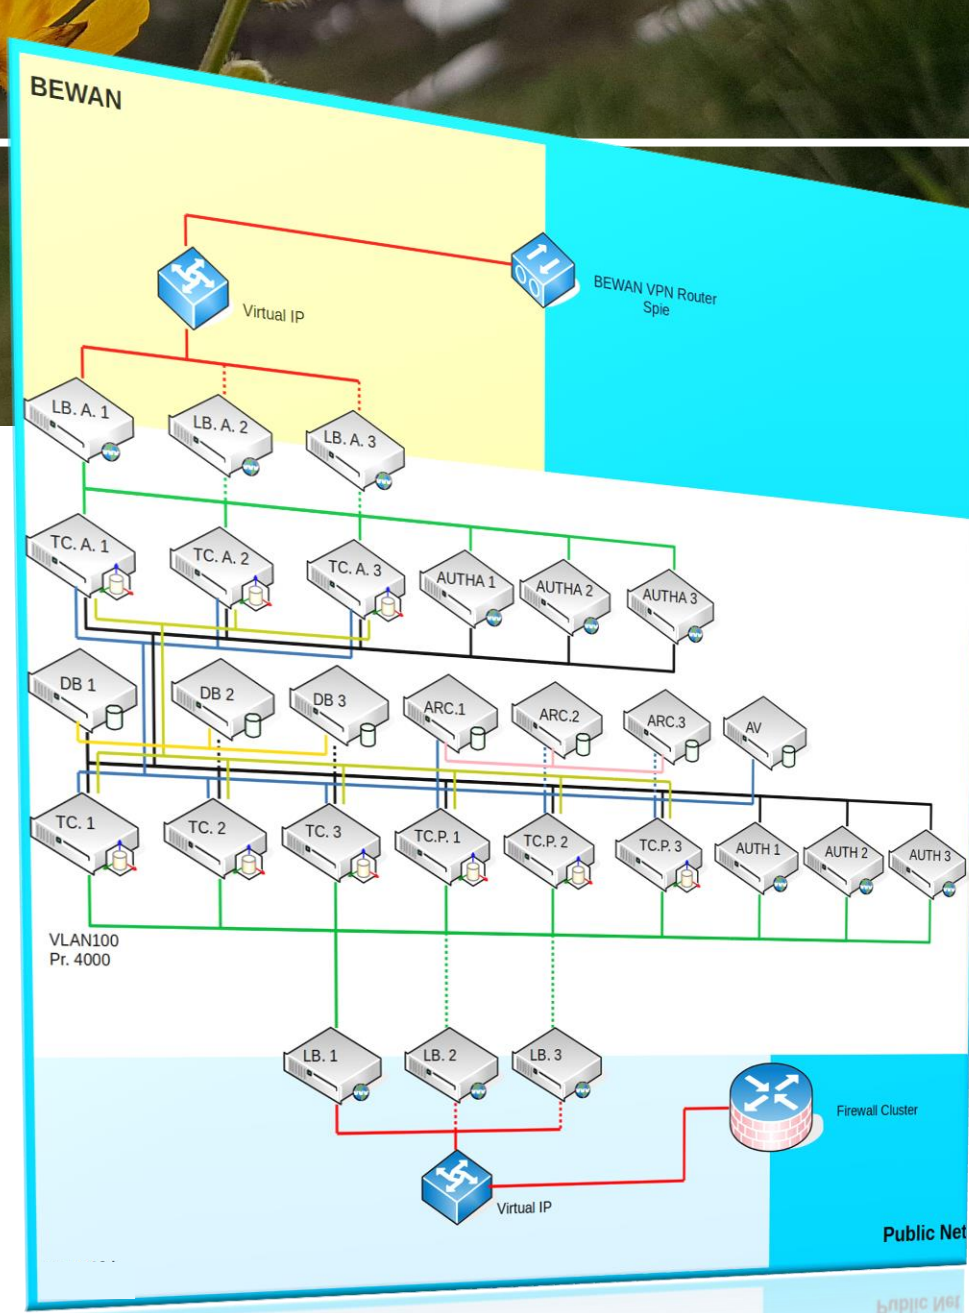 BEWAN
BEWAN VPN Router
Spie
Virtual IP
LB. A. 1
LB. A. 2
LB. A. 3
TC. A. 1
TC. A. 2
TC. A. 3
AUTHA 1
AUTHA 2
AUTHA 3
DB 1
DB 2
DB 3
ARC.1
ARC.2
ARC.3
AV
TC. 1
TC. 2
TC. 3
TC.P. 1
TC.P. 2
TC.P. 3
AUTH 1
AUTH 2
AUTH 3
VLAN100
Pr. 4000
LB. 1
LB. 2
LB. 3
Firewall Cluster
Virtual IP
Public Net